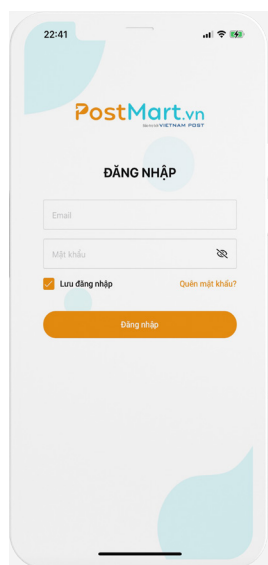 22:41
PostMart.vn
VIETNAM POST
ĐĂNG NHẬP
Email
Mật khẩu
Lưu đăng nhập
Quên mật khẩu?
Đăng nhập